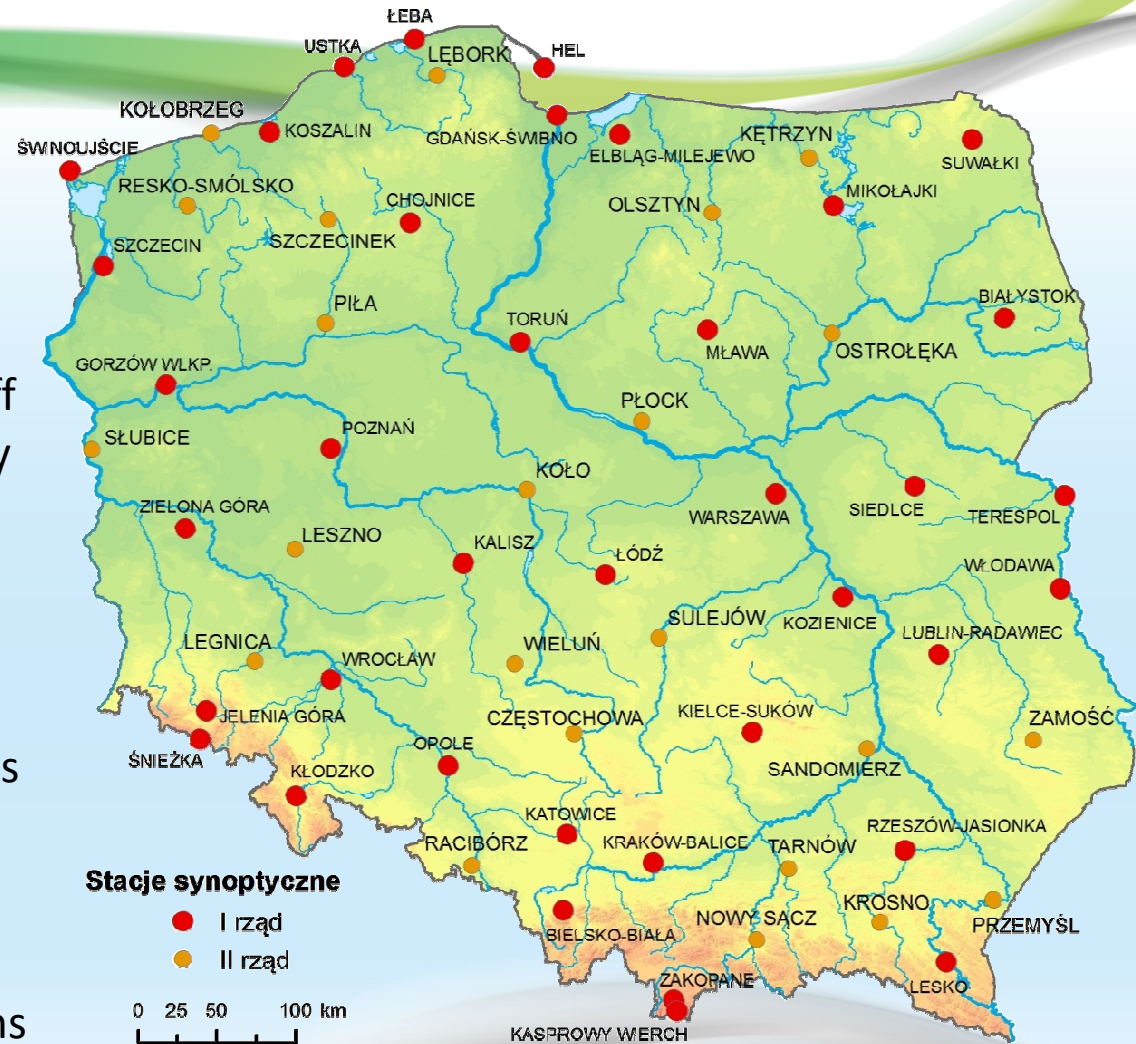 ŁEBA
USTKA
LĘBORK
HEL
KOŁOBRZEG
KOSZALIN
GDAŃSK-ŚWIBNO
KĘTRZYN
ŚWINOUJŚCIE
ELBLĄG-MILEJEWO
SUWAŁKI
RESKO-SMÓLSKO
CHOJNICE
OLSZTYN
MIKOŁAJKI
SZCZECINEK
SZCZECIN
BIAŁYSTOK
PIŁA
TORUŃ
MŁAWA
OSTROŁĘKA
GORZÓW WLKP.
ff
PŁOCK
SŁUBICE
POZNAŃ
y
KOŁO
ZIELONA GÓRA
WARSZAWA
SIEDLCE
TERESPOL
LESZNO
KALISZ
ŁÓDŹ
WŁODAWA
SULEJÓW
KOZIENICE
LUBLIN-RADAWIEC
LEGNICA
WROCŁAW
WIELUŃ
JELENIA GÓRA
CZĘSTOCHOWA
KIELCE-SUKÓW
ZAMOŚĆ
OPOLE
ŚNIEŻKA
KŁODZKO
SANDOMIERZ
s
KATOWICE
RACIBÓRZ
KRAKÓW-BALICE
TARNÓW
RZESZÓW-JASIONKA
Stacje synoptyczne
I rząd
II rząd
BIELSKO-BIAŁA
NOWY SĄCZ
KROSNO
PRZEMYŚL
ZAKOPANE
LESKO
0 25 50 100 km
ns
KASPROWY WIERCH